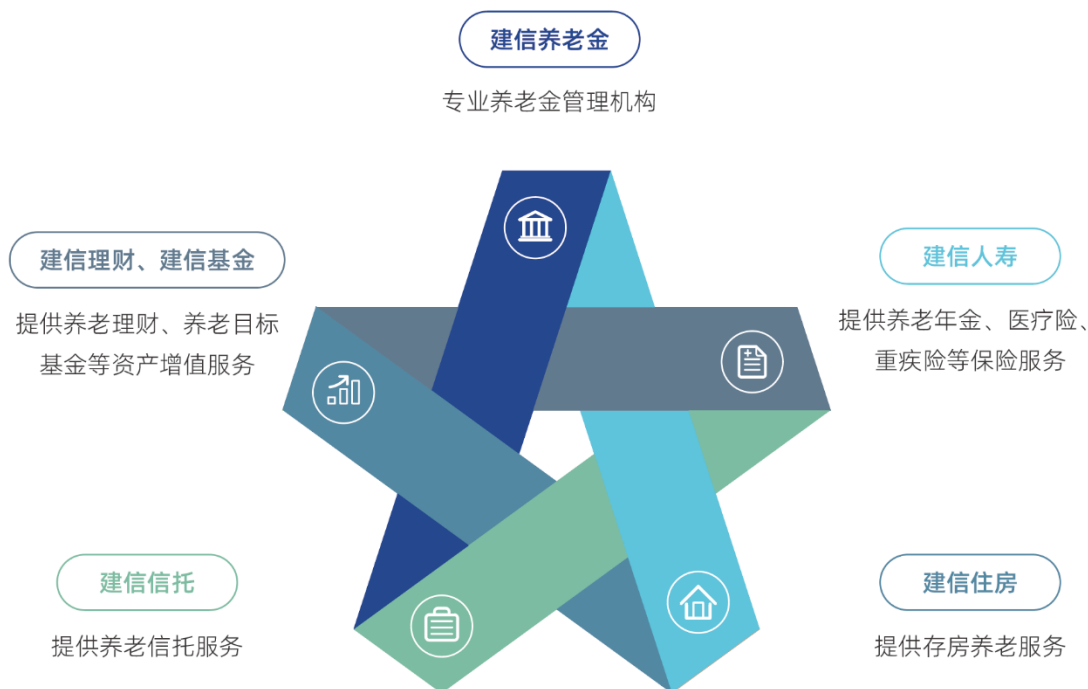 建信养老金
专业养老金管理机构
建信理财、建信基金
提供养老理财、养老目标
基金等资产增值服务
建信人寿
提供养老年金、医疗险、
重疾险等保险服务
建信信托
提供养老信托服务
建信住房
提供存房养老服务